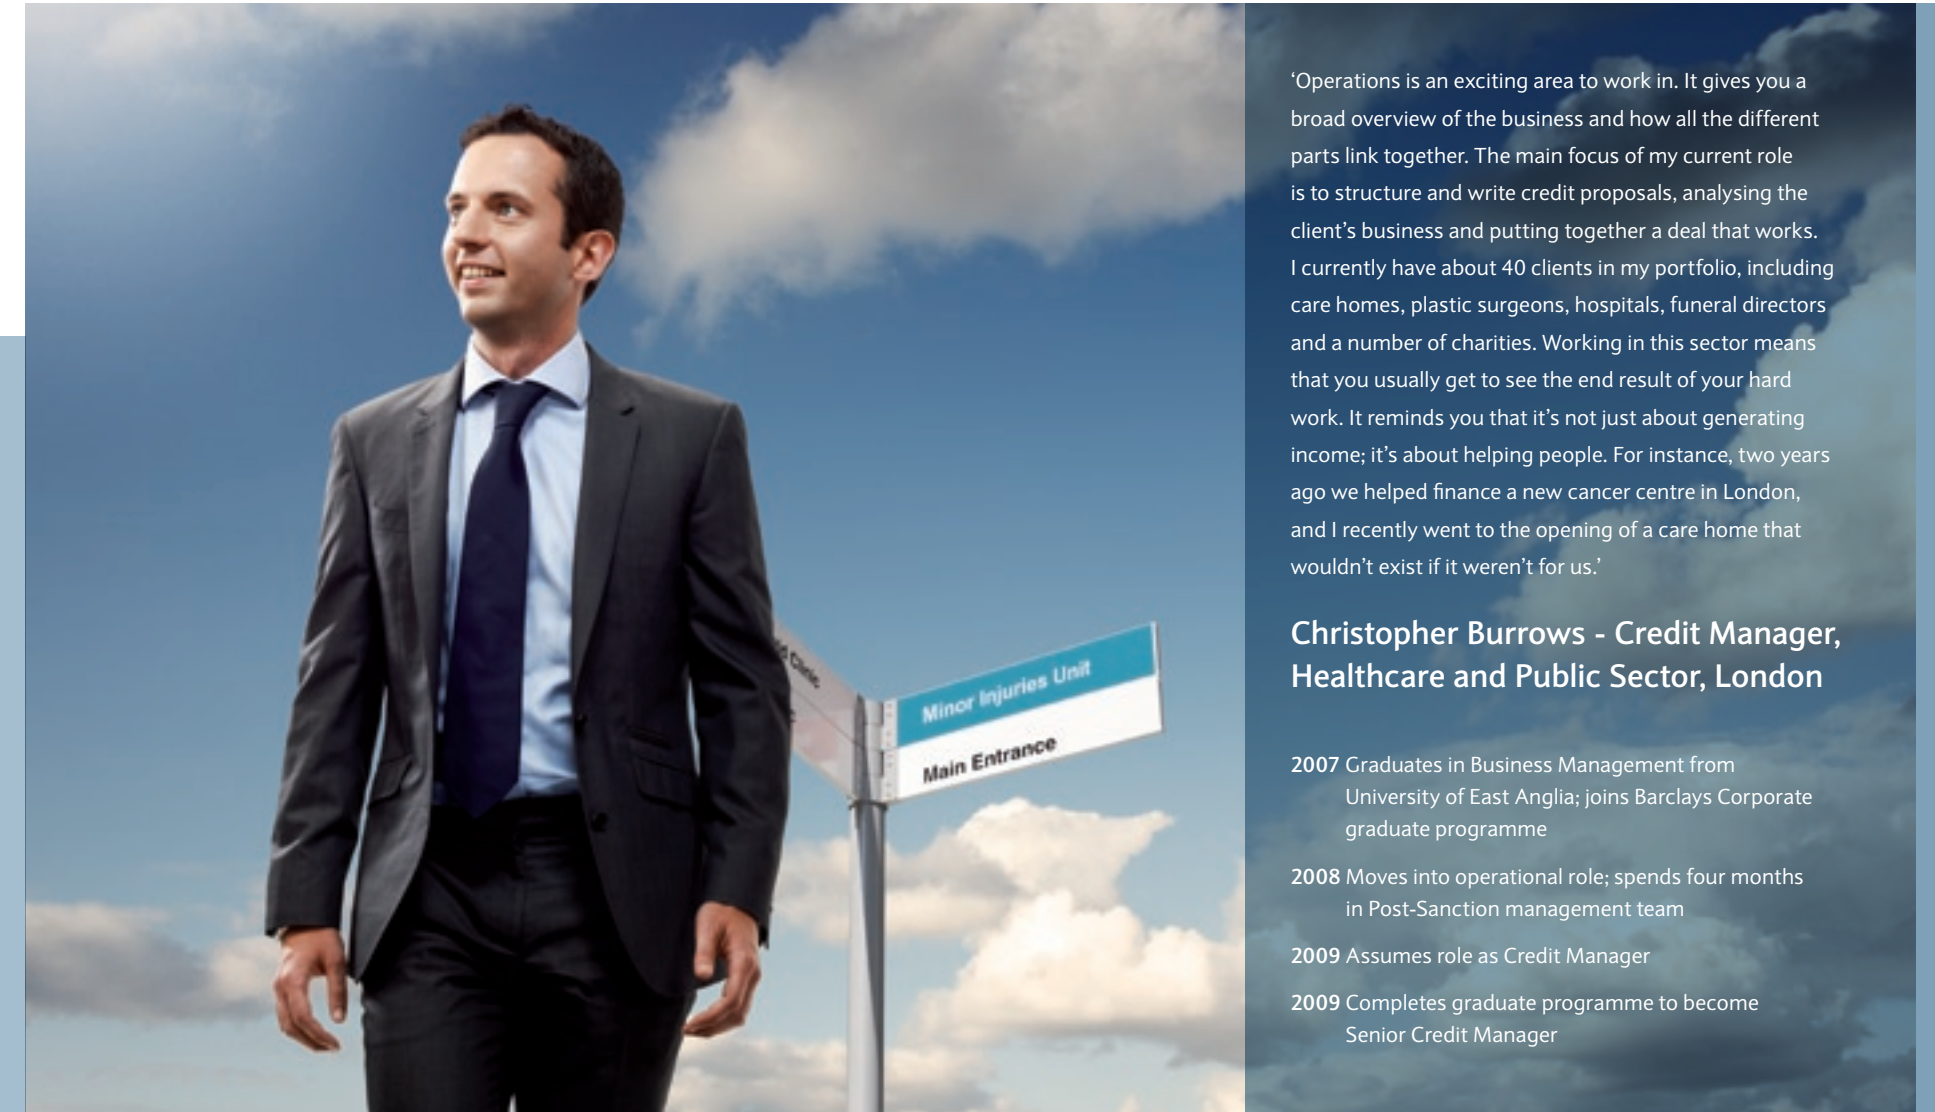 ‘Operations is an exciting area to work in. It gives you a
broad overview of the business and how all the different
parts link together. The main focus of my current role
is to structure and write credit proposals, analysing the
client’s business and putting together a deal that works.
I currently have about 40 clients in my portfolio, including
care homes, plastic surgeons, hospitals, funeral directors
and a number of charities. Working in this sector means
that you usually get to see the end result of your hard
work. It reminds you that it’s not just about generating
income; it’s about helping people. For instance, two years
ago we helped finance a new cancer centre in London,
and I recently went to the opening of a care home that
wouldn’t exist if it weren’t for us.’
Christopher Burrows - Credit Manager,
Healthcare and Public Sector, London
2007 Graduates in Business Management from
University of East Anglia; joins Barclays Corporate
graduate programme
2008 Moves into operational role; spends four months
in Post-Sanction management team
2009 Assumes role as Credit Manager
2009 Completes graduate programme to become
Senior Credit Manager
Clinic
Minor Injuries Unit
Main Entrance